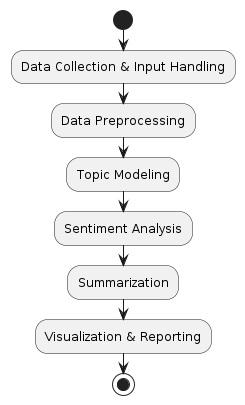 Data Collection & Input Handling
Data Preprocessing
Topic Modeling
Sentiment Analysis
Summarization
Visualization & Reporting